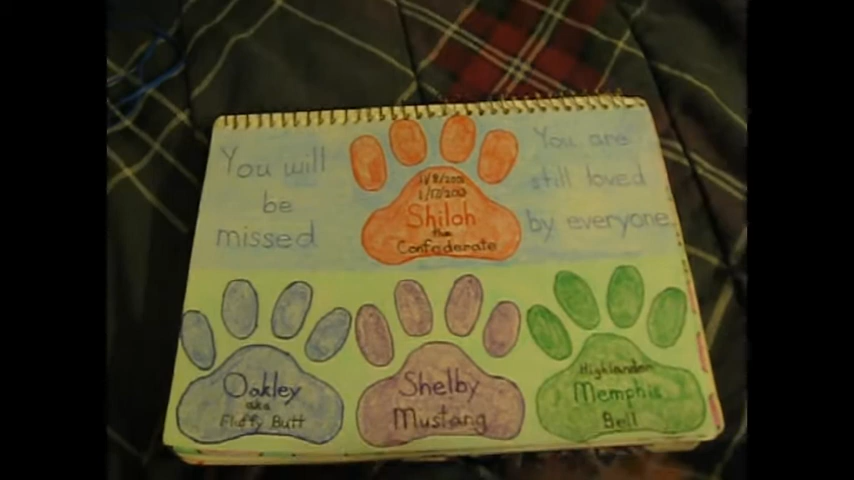 You will
be
missed
Shiloh
the
Confederate
You are
still loved
by everyone
Oakley
aka
Fluffy Butt
Shelby
Mustang
Highlander
Memphis
Bell